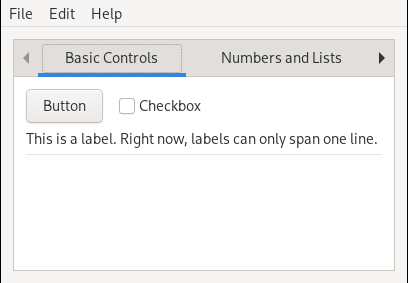 File Edit Help
Basic Controls Numbers and Lists
Button Checkbox
This is a label. Right now, labels can only span one line.